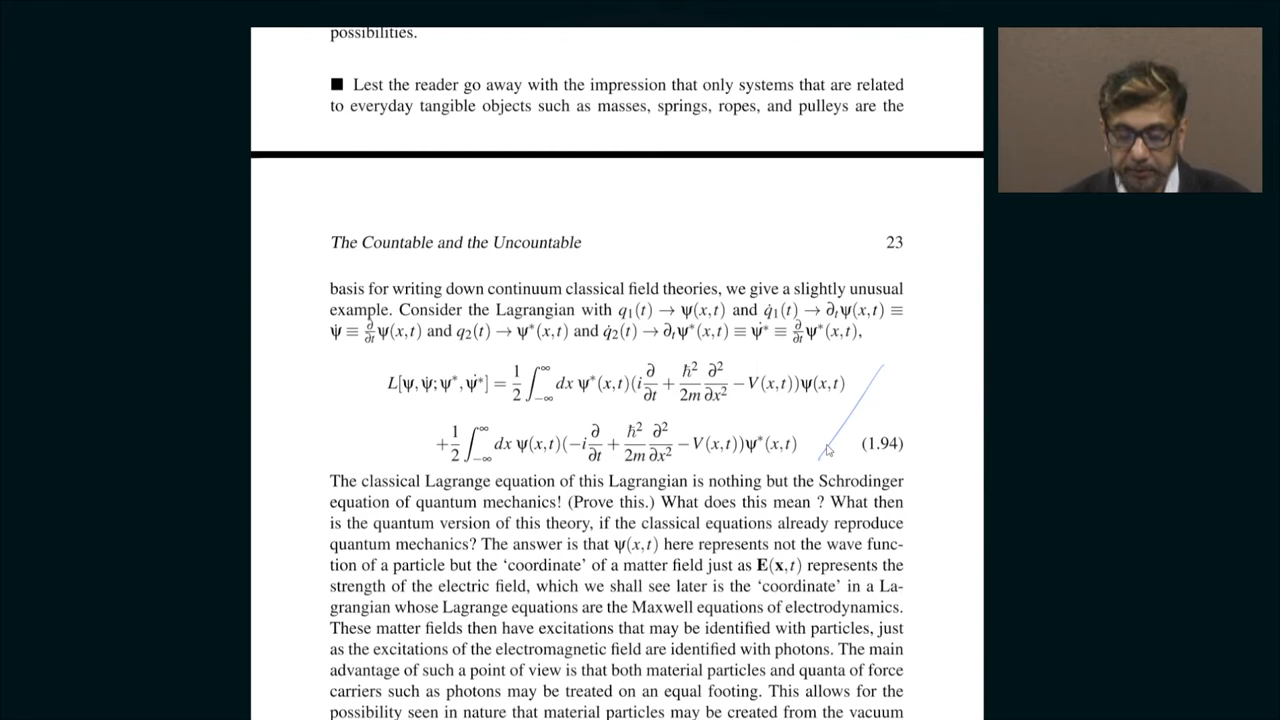 possibilities.
■ Lest the reader go away with the impression that only systems that are related
to everyday tangible objects such as masses, springs, ropes, and pulleys are the
The Countable and the Uncountable 23
basis for writing down continuum classical field theories, we give a slightly unusual
example. Consider the Lagrangian with q₁(t) → ψ(x,t) and q̇₁(t) → ∂ₜψ(x,t) ≡
ψ̇ ≡ ∂/∂t ψ(x,t) and q₂(t) → ψ*(x,t) and q̇₂(t) → ∂ₜψ*(x,t) ≡ ψ̇* ≡ ∂/∂t ψ*(x,t),
L[ψ,ψ̇;ψ*,ψ̇*] = 1/2 ∫_{-∞}^{∞} dx ψ*(x,t)(i ∂/∂t + ħ²/2m ∂²/∂x² − V(x,t))ψ(x,t)
+ 1/2 ∫_{-∞}^{∞} dx ψ(x,t)(−i ∂/∂t + ħ²/2m ∂²/∂x² − V(x,t))ψ*(x,t) (1.94)
The classical Lagrange equation of this Lagrangian is nothing but the Schrodinger
equation of quantum mechanics! (Prove this.) What does this mean ? What then
is the quantum version of this theory, if the classical equations already reproduce
quantum mechanics? The answer is that ψ(x,t) here represents not the wave func-
tion of a particle but the ‘coordinate’ of a matter field just as E(x,t) represents the
strength of the electric field, which we shall see later is the ‘coordinate’ in a La-
grangian whose Lagrange equations are the Maxwell equations of electrodynamics.
These matter fields then have excitations that may be identified with particles, just
as the excitations of the electromagnetic field are identified with photons. The main
advantage of such a point of view is that both material particles and quanta of force
carriers such as photons may be treated on an equal footing. This allows for the
possibility seen in nature that material particles may be created from the vacuum